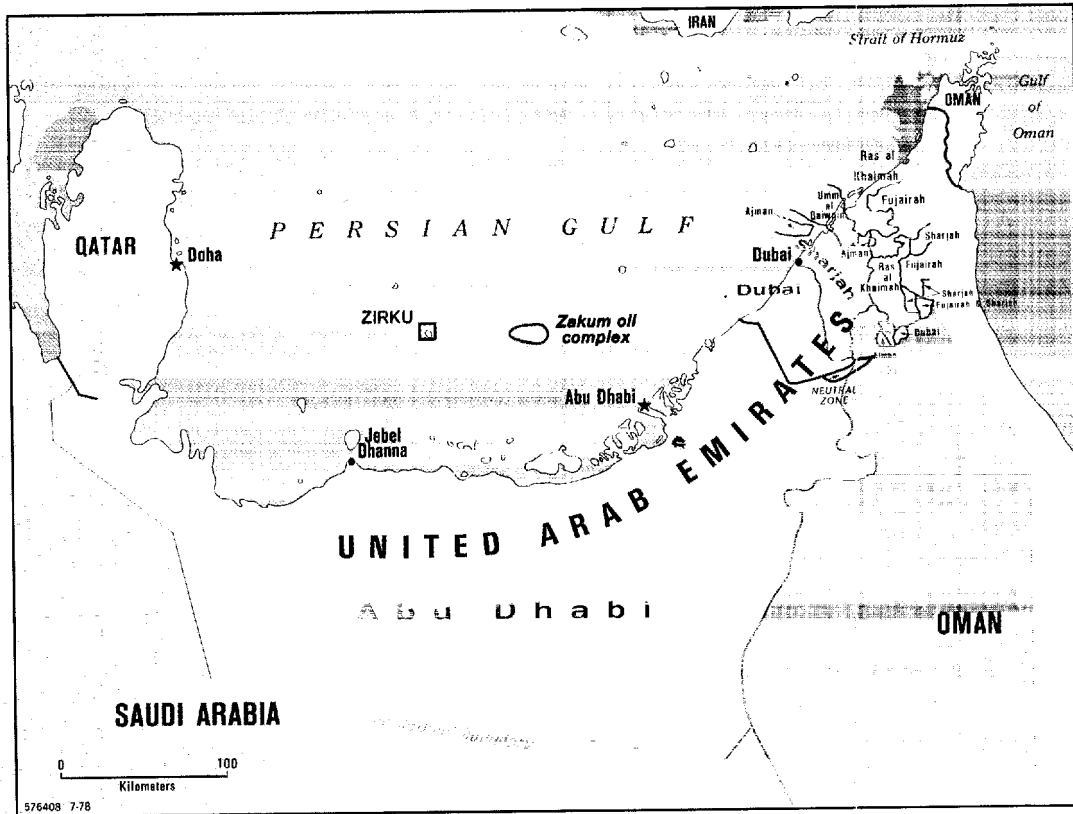 IRAN
Strait of Hormuz
OMAN
Gulf
of
Oman
Ras al
Khaimah
Umm
al
Qaiwain
Fujairah
Ajman
PERSIAN GULF
QATAR
Doha
Sharjah
Ajman
Sharjah
Dubai
Ras
al
Khaimah
Fujairah
Dubai
Sharjah
Fujairah & Sharjah
ZIRKU
Zakum oil
complex
Dubai
Ajman
NEUTRAL
ZONE
Abu Dhabi
Jebel
Dhanna
UNITED ARAB EMIRATES
Abu Dhabi
OMAN
SAUDI ARABIA
0 100
Kilometers
576408 7-78